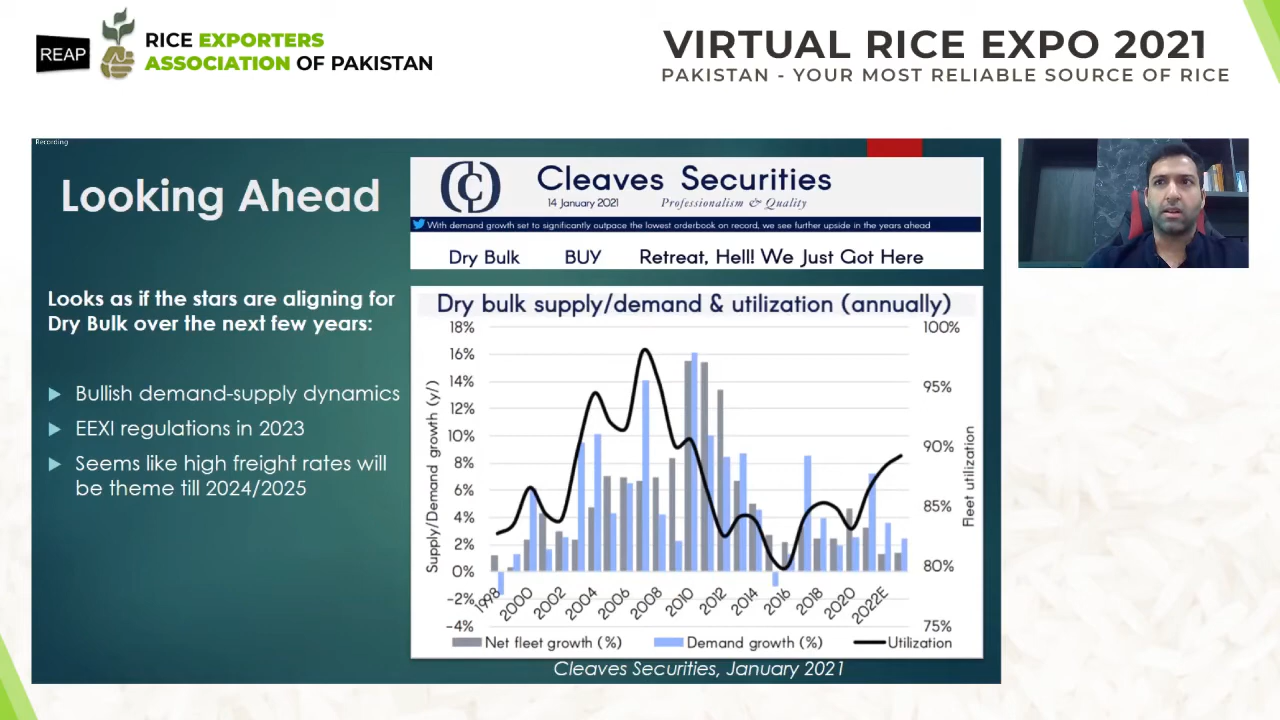 REAP
RICE EXPORTERS
ASSOCIATION OF PAKISTAN
VIRTUAL RICE EXPO 2021
PAKISTAN - YOUR MOST RELIABLE SOURCE OF RICE
Recording
Looking Ahead
Looks as if the stars are aligning for
Dry Bulk over the next few years:
Bullish demand-supply dynamics
EEXI regulations in 2023
Seems like high freight rates will
be theme till 2024/2025
Cleaves Securities
14 January 2021
Professionalism & Quality
With demand growth set to significantly outpace the lowest orderbook on record, we see further upside in the years ahead
Dry Bulk BUY Retreat, Hell! We Just Got Here
Dry bulk supply/demand & utilization (annually)
Supply/Demand growth (y/)
18%
16%
14%
12%
10%
8%
6%
4%
2%
0%
-2%
-4%
100%
95%
90%
85%
80%
75%
Fleet utilization
1998 2000 2002 2004 2006 2008 2010 2012 2014 2016 2018 2020 2022E
Net fleet growth (%) Demand growth (%) Utilization
Cleaves Securities, January 2021